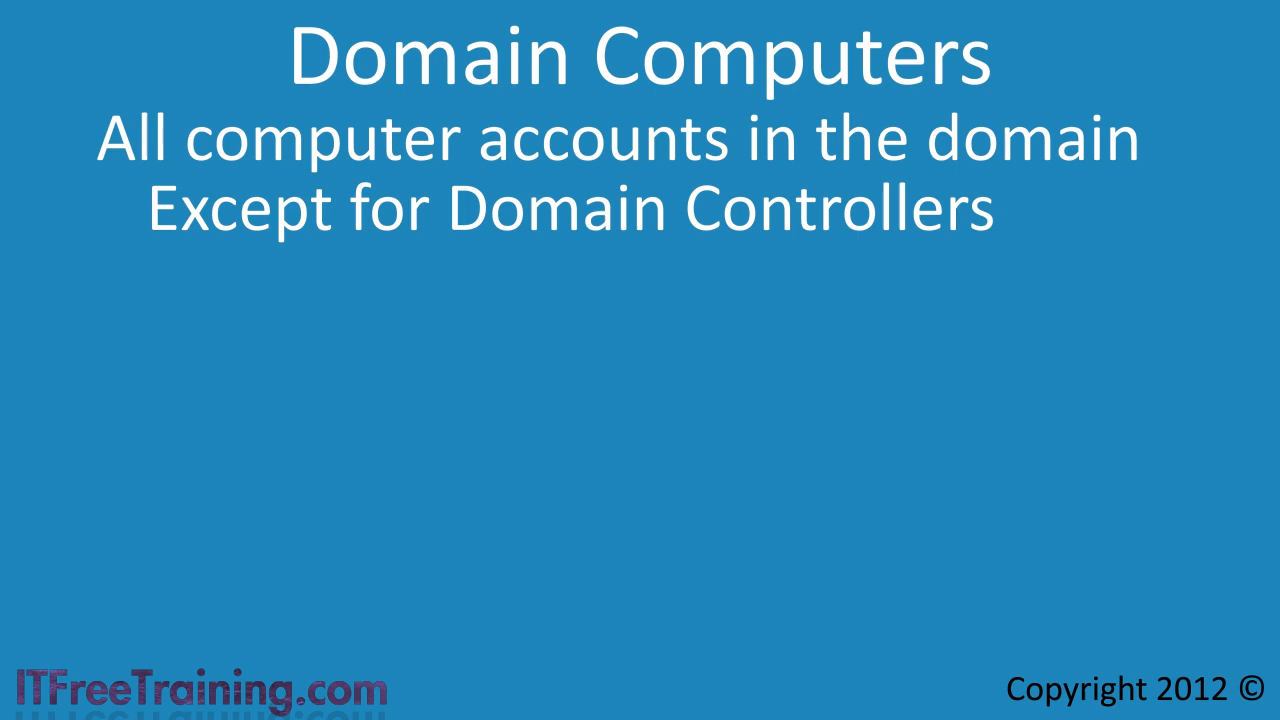 Domain Computers
All computer accounts in the domain
Except for Domain Controllers
ITFreeTraining.com
Copyright 2012 ©